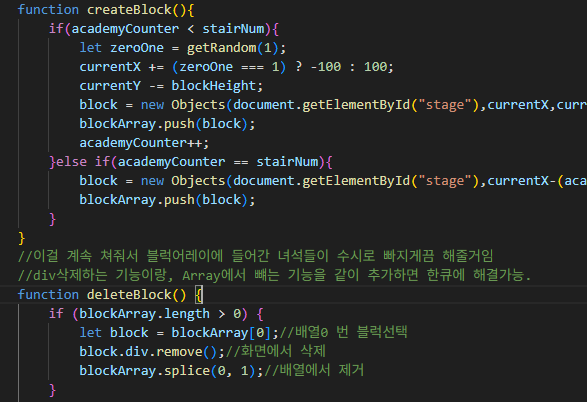 function createBlock(){
if(academyCounter < stairNum){
let zeroOne = getRandom(1);
currentX += (zeroOne === 1) ? -100 : 100;
currentY -= blockHeight;
block = new Objects(document.getElementById("stage"),currentX,curr
blockArray.push(block);
academyCounter++;
}else if(academyCounter == stairNum){
block = new Objects(document.getElementById("stage"),currentX-(aca
blockArray.push(block);
}
}
//이걸 계속 쳐줘서 블럭어레이에 들어간 녀석들이 수시로 빠지게끔 해줄거임
//div삭제하는 기능이랑, Array에서 빼는 기능을 같이 추가하면 한큐에 해결가능.
function deleteBlock() {
if (blockArray.length > 0) {
let block = blockArray[0];//배열0 번 블럭선택
block.div.remove();//화면에서 삭제
blockArray.splice(0, 1);//배열에서 제거
}